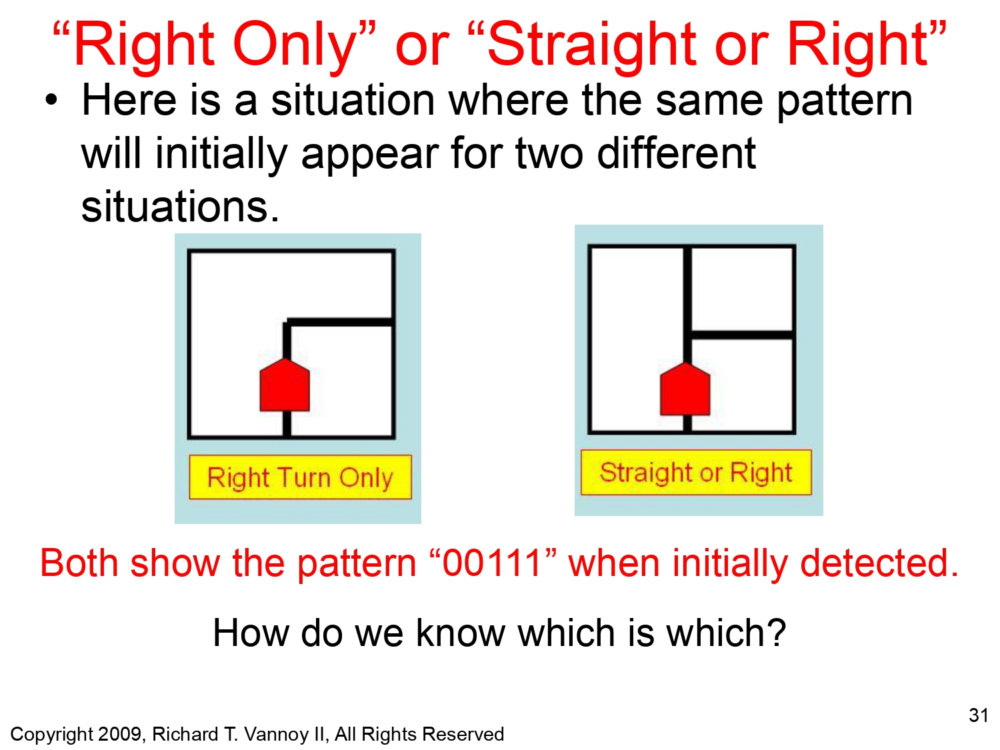 “Right Only” or “Straight or Right”
• Here is a situation where the same pattern
will initially appear for two different
situations.
Right Turn Only
Straight or Right
Both show the pattern “00111” when initially detected.
How do we know which is which?
31
Copyright 2009, Richard T. Vannoy II, All Rights Reserved